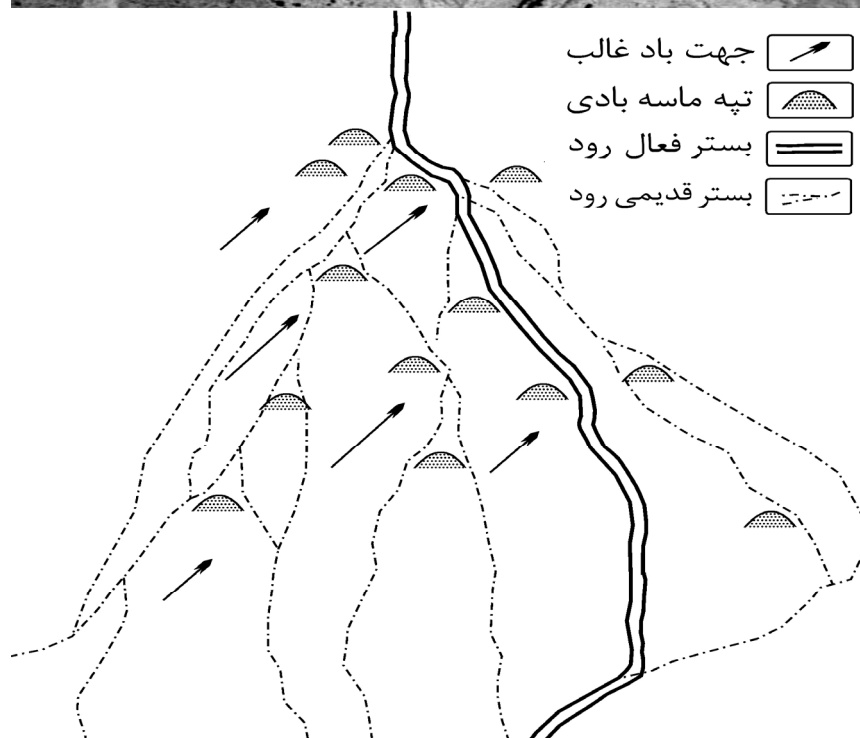 جهت باد غالب
تپه ماسه بادی
بستر فعال رود
بستر قدیمی رود